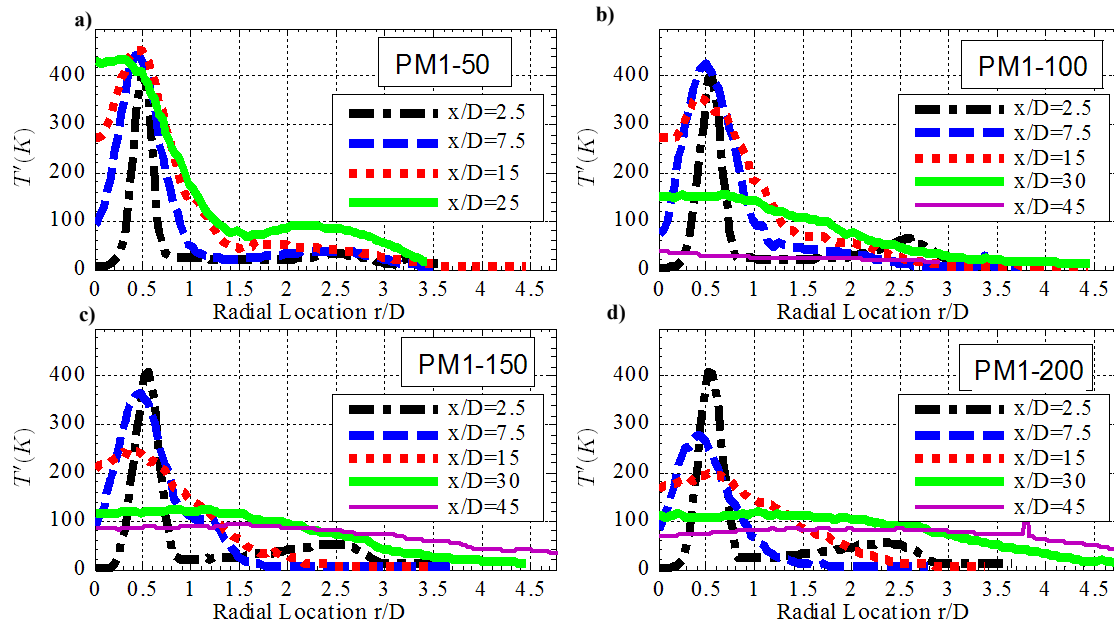 a)
PM1-50
T'(K)
400
300
200
100
0
x/D=2.5
x/D=7.5
x/D=15
x/D=25
0 0.5 1 1.5 2 2.5 3 3.5 4 4.5
Radial Location r/D
b)
PM1-100
T'(K)
400
300
200
100
0
x/D=2.5
x/D=7.5
x/D=15
x/D=30
x/D=45
0 0.5 1 1.5 2 2.5 3 3.5 4 4.5
Radial Location r/D
c)
PM1-150
T'(K)
400
300
200
100
0
x/D=2.5
x/D=7.5
x/D=15
x/D=30
x/D=45
0 0.5 1 1.5 2 2.5 3 3.5 4 4.5
Radial Location r/D
d)
PM1-200
T'(K)
400
300
200
100
0
x/D=2.5
x/D=7.5
x/D=15
x/D=30
x/D=45
0 0.5 1 1.5 2 2.5 3 3.5 4 4.5
Radial Location r/D